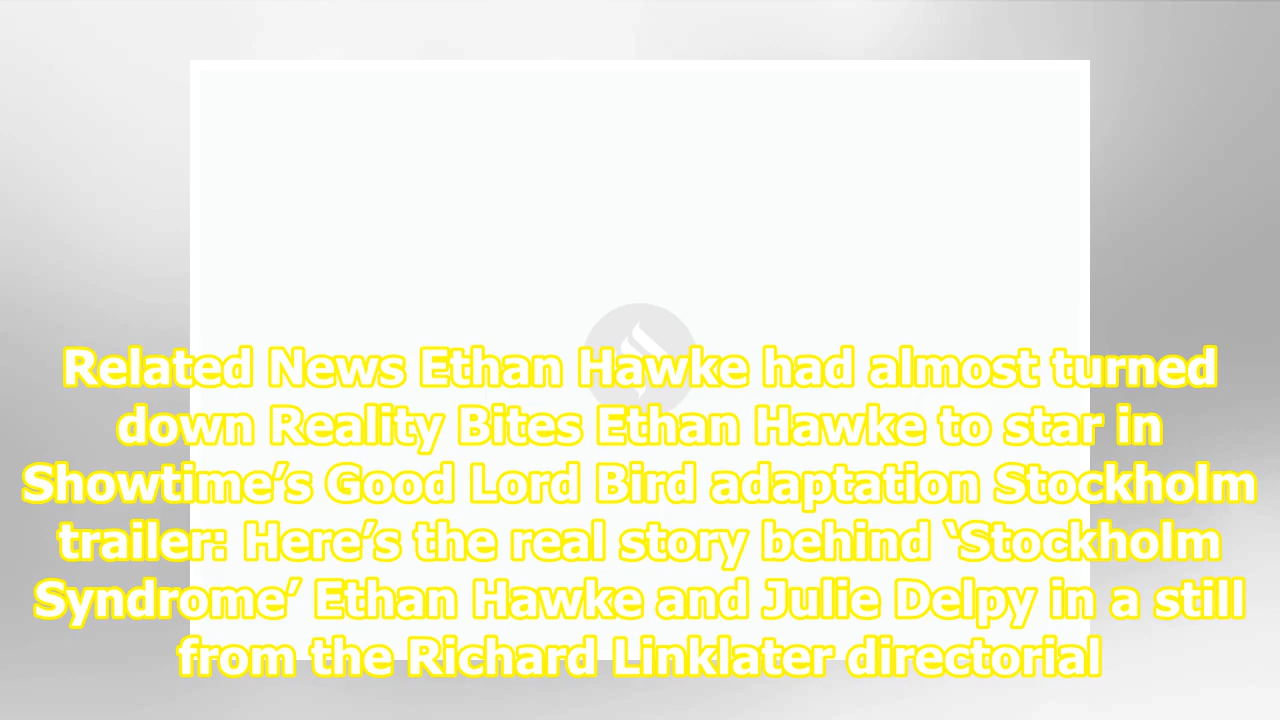 Related News Ethan Hawke had almost turned
down Reality Bites Ethan Hawke to star in
Showtime’s Good Lord Bird adaptation Stockholm
trailer: Here’s the real story behind ‘Stockholm
Syndrome’ Ethan Hawke and Julie Delpy in a still
from the Richard Linklater directorial